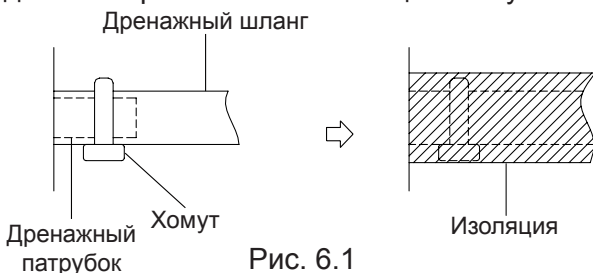 Дренажный шланг
Хомут
Дренажный
патрубок
Изоляция
Рис. 6.1